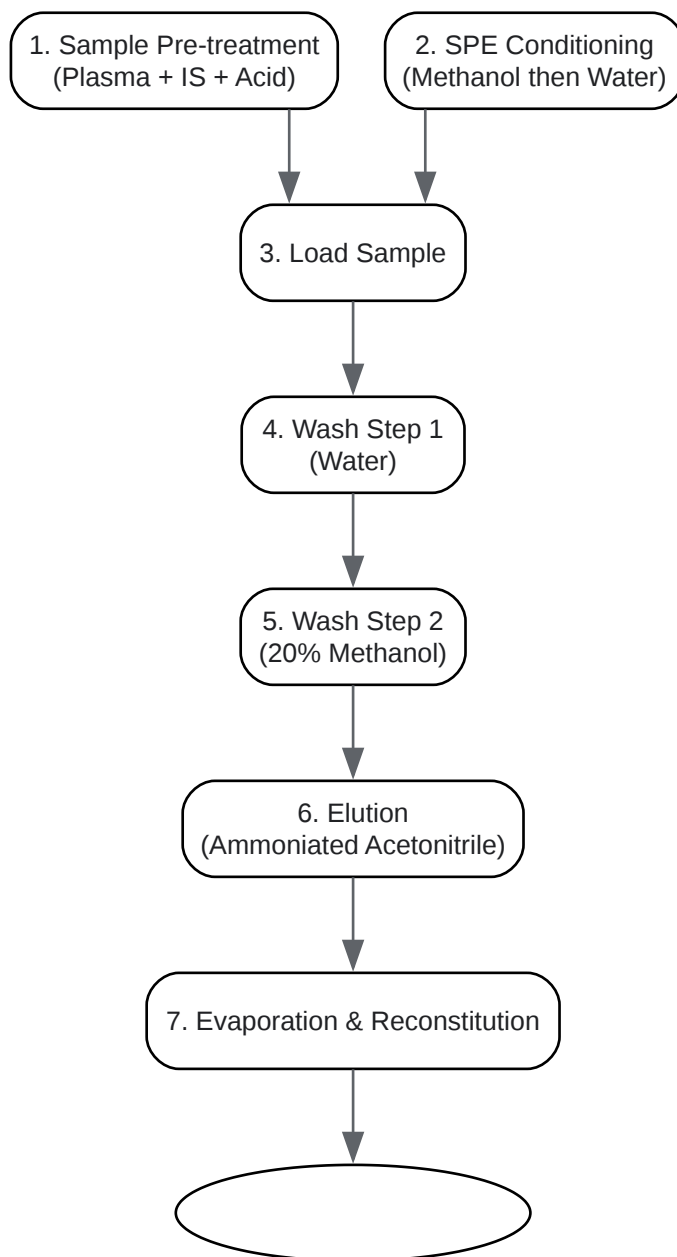 1. Sample Pre-treatment
(Plasma + IS + Acid)
2. SPE Conditioning
(Methanol then Water)
3. Load Sample
4. Wash Step 1
(Water)
5. Wash Step 2
(20% Methanol)
6. Elution
(Ammoniated Acetonitrile)
7. Evaporation & Reconstitution